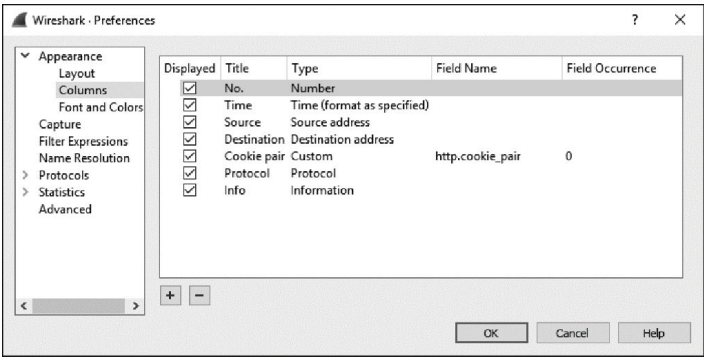 Wireshark · Preferences
? ×
Appearance
Layout
Columns
Font and Colors
Capture
Filter Expressions
Name Resolution
Protocols
Statistics
Advanced
Displayed Title Type Field Name Field Occurrence
No. Number
Time Time (format as specified)
Source Source address
Destination Destination address
Cookie pair Custom http.cookie_pair 0
Protocol Protocol
Info Information
+ −
OK Cancel Help